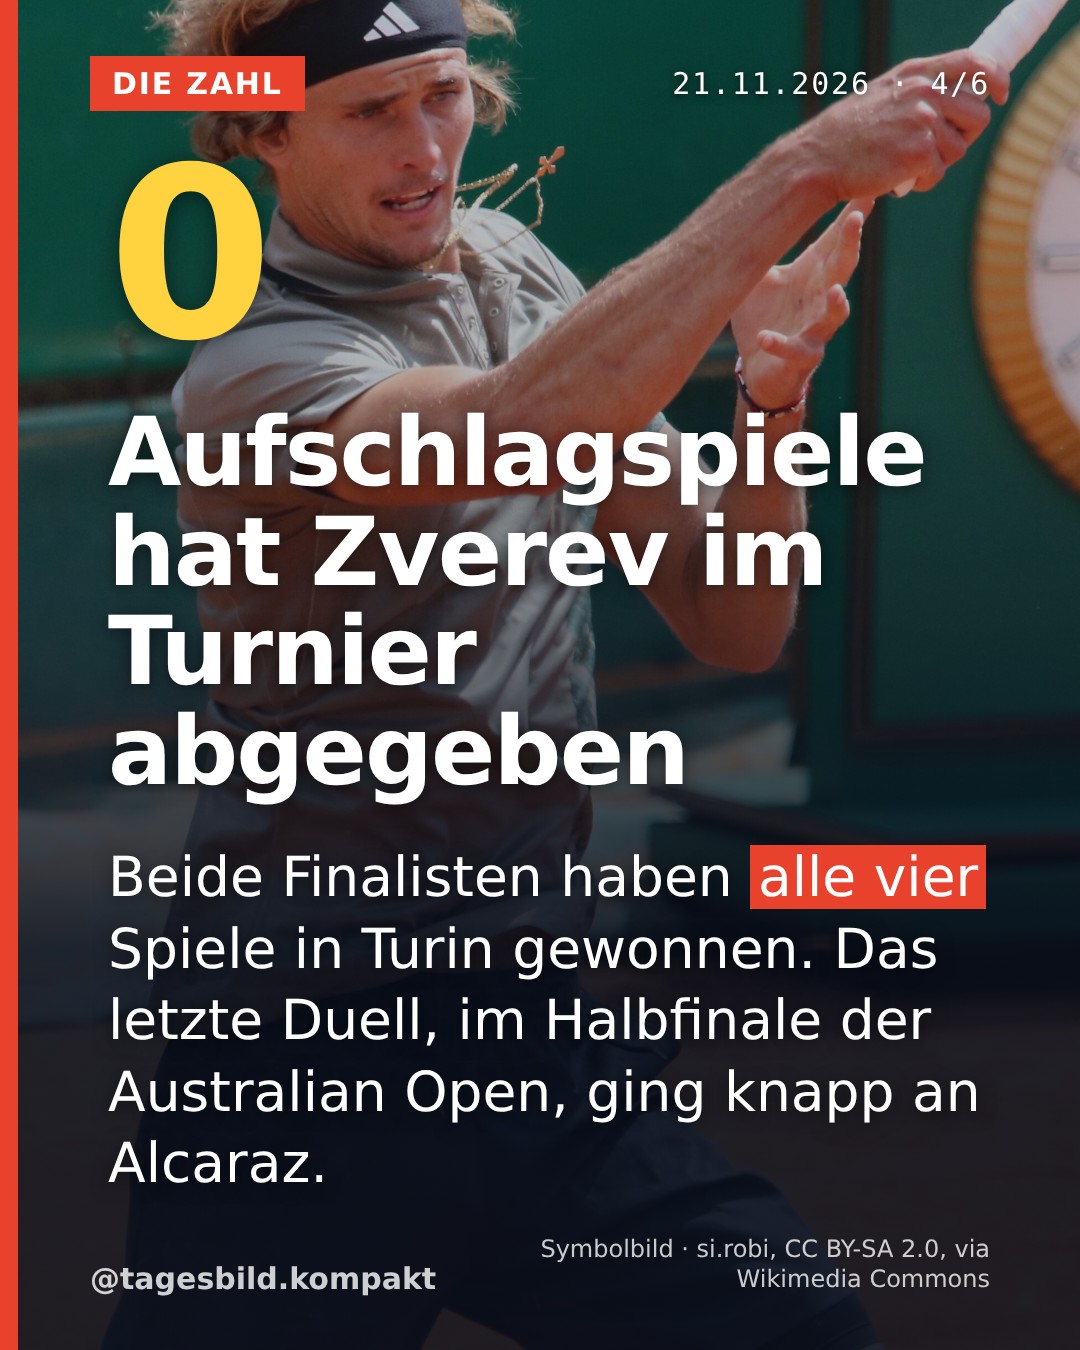 DIE ZAHL
21.11.2026 · 4/6
0
Aufschlagspiele
hat Zverev im
Turnier
abgegeben
Beide Finalisten haben alle vier
Spiele in Turin gewonnen. Das
letzte Duell, im Halbfinale der
Australian Open, ging knapp an
Alcaraz.
Symbolbild · si.robi, CC BY-SA 2.0, via
Wikimedia Commons
@tagesbild.kompakt